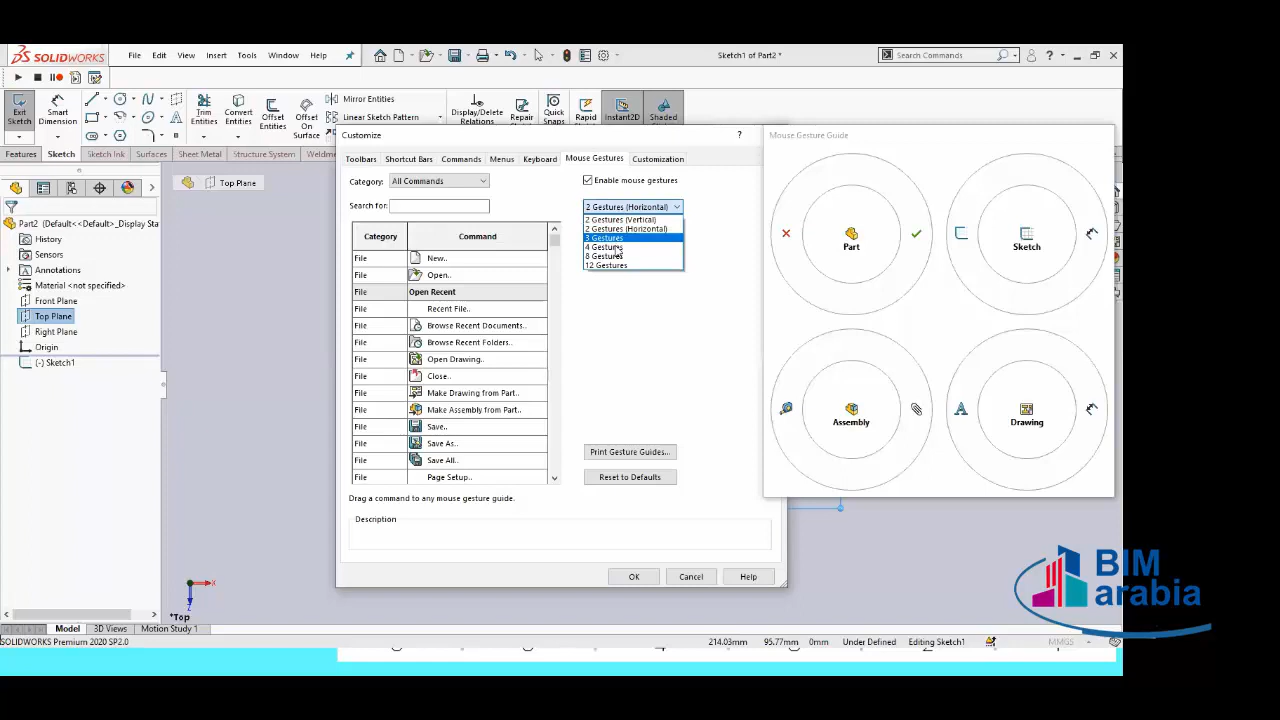 SOLIDWORKS
File
Edit
View
Insert
Tools
Window
Help
Sketch1 of Part2 *
Search Commands
Exit Sketch
Smart Dimension
Trim Entities
Convert Entities
Offset Entities
Offset On Surface
Mirror Entities
Linear Sketch Pattern
Display/Delete Relations
Repair
Quick Snaps
Rapid
Instant2D
Shaded
Features
Sketch
Sketch Ink
Surfaces
Sheet Metal
Structure System
Weldme
Part2 (<Default>_Display Sta
History
Sensors
Annotations
Material <not specified>
Front Plane
Top Plane
Right Plane
Origin
(-) Sketch1
Top Plane
Customize
?
Toolbars
Shortcut Bars
Commands
Menus
Keyboard
Mouse Gestures
Customization
Category:
All Commands
Search for:
Enable mouse gestures
2 Gestures (Horizontal)
2 Gestures (Vertical)
2 Gestures (Horizontal)
3 Gestures
4 Gestures
8 Gestures
12 Gestures
Category
Command
File
New..
File
Open..
File
Open Recent
File
Recent File..
File
Browse Recent Documents..
File
Browse Recent Folders..
File
Open Drawing..
File
Close..
File
Make Drawing from Part..
File
Make Assembly from Part..
File
Save..
File
Save As..
File
Save All..
File
Page Setup..
Print Gesture Guides...
Reset to Defaults
Drag a command to any mouse gesture guide.
Description
OK
Cancel
Help
Mouse Gesture Guide
Part
Sketch
Assembly
Drawing
*Top
Model
3D Views
Motion Study 1
SOLIDWORKS Premium 2020 SP2.0
214.03mm
95.77mm
0mm
Under Defined
Editing Sketch1
MMGS
BIM
arabia